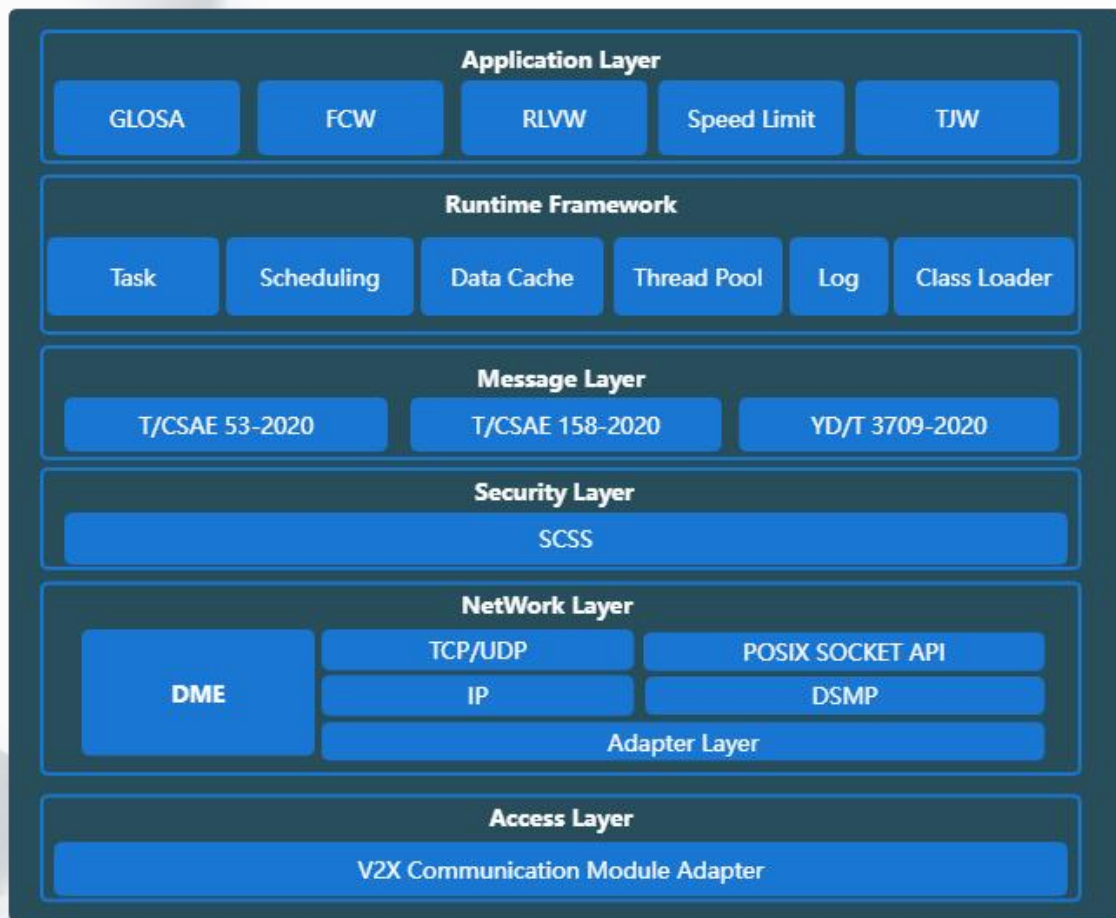 Application Layer
GLOSA
FCW
RLVW
Speed Limit
TJW
Runtime Framework
Task
Scheduling
Data Cache
Thread Pool
Log
Class Loader
Message Layer
T/CSAE 53-2020
T/CSAE 158-2020
YD/T 3709-2020
Security Layer
SCSS
NetWork Layer
DME
TCP/UDP
POSIX SOCKET API
IP
DSMP
Adapter Layer
Access Layer
V2X Communication Module Adapter